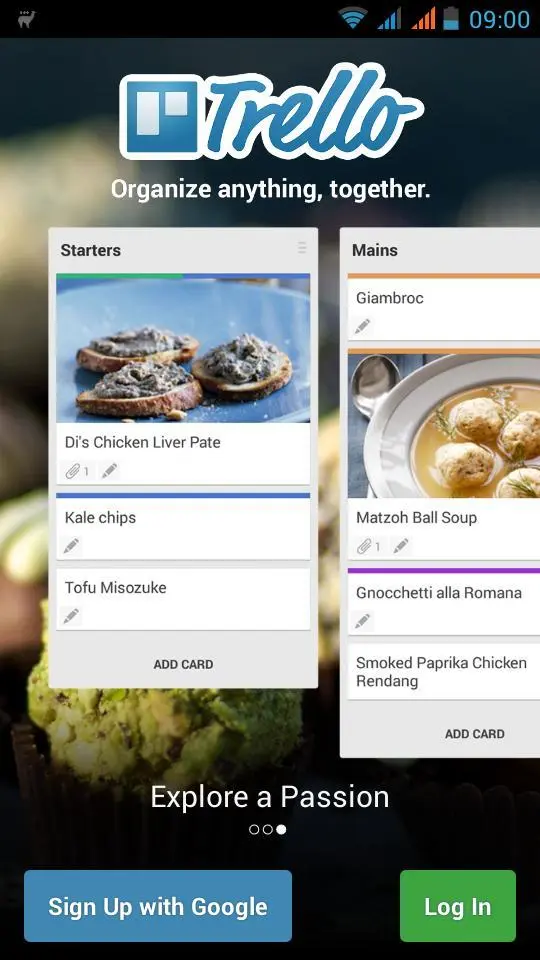 09:00
Trello
Organize anything, together.
Starters
Di's Chicken Liver Pate
1
Kale chips
Tofu Misozuke
ADD CARD
Mains
Giambroc
Matzoh Ball Soup
1
Gnocchetti alla Romana
Smoked Paprika Chicken
Rendang
ADD CARD
Explore a Passion
Sign Up with Google
Log In